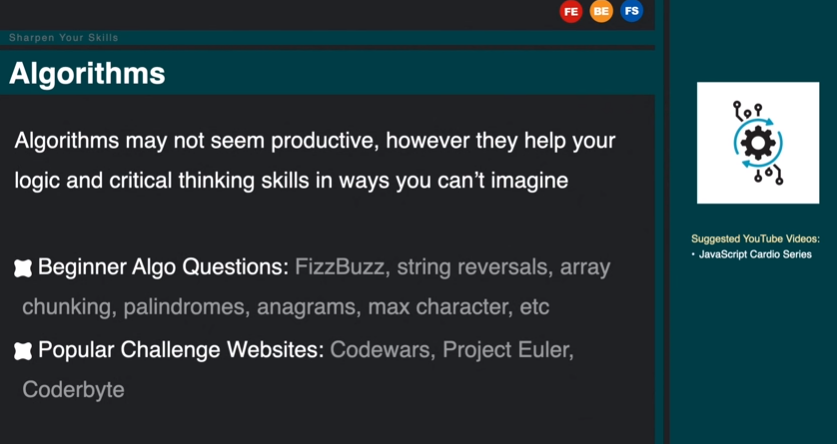 FE BE FS
Sharpen Your Skills
Algorithms
Algorithms may not seem productive, however they help your
logic and critical thinking skills in ways you can't imagine
Beginner Algo Questions: FizzBuzz, string reversals, array
chunking, palindromes, anagrams, max character, etc
Popular Challenge Websites: Codewars, Project Euler,
Coderbyte
Suggested YouTube Videos:
• JavaScript Cardio Series